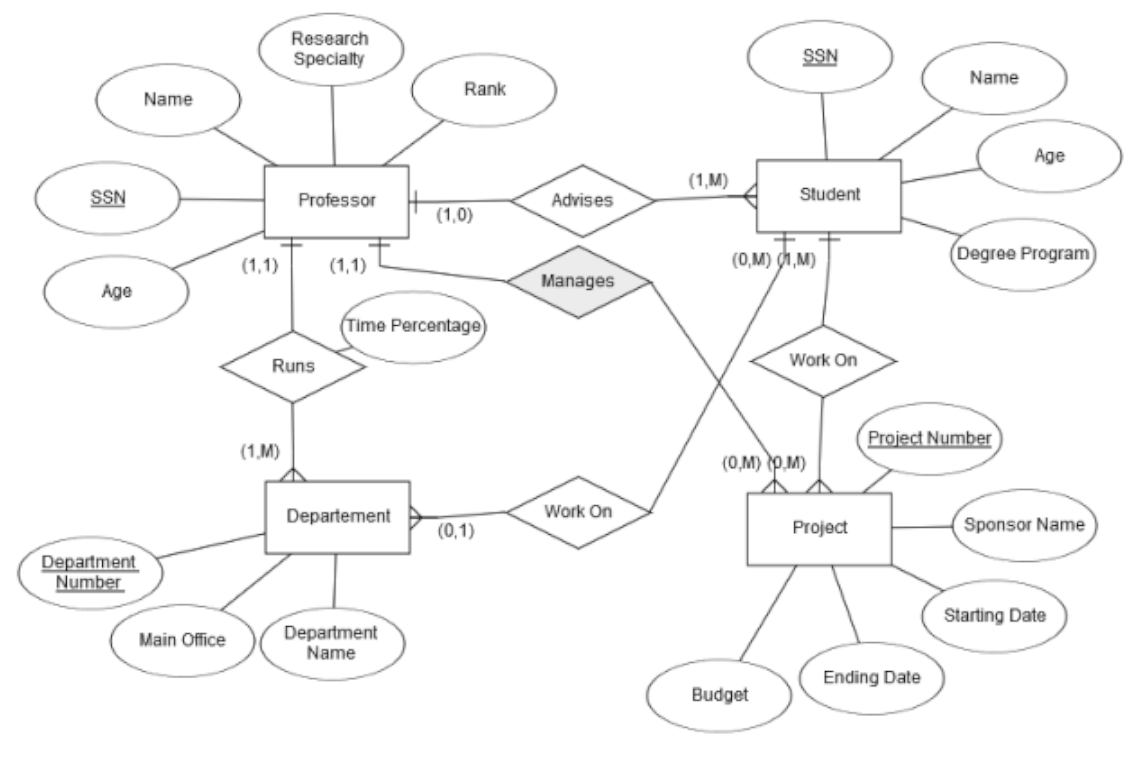 Research
Specialty
SSN
Name
Rank
Name
Age
SSN
Professor
(1,0)
Advises
(1,M)
Student
Degree Program
Age
(1,1)
(1,1)
Manages
(0,M)
(1,M)
Time Percentage
Runs
Work On
(1,M)
Project Number
(0,M)
(0,M)
Departement
(0,1)
Work On
Project
Sponsor Name
Department
Number
Main Office
Department
Name
Starting Date
Budget
Ending Date